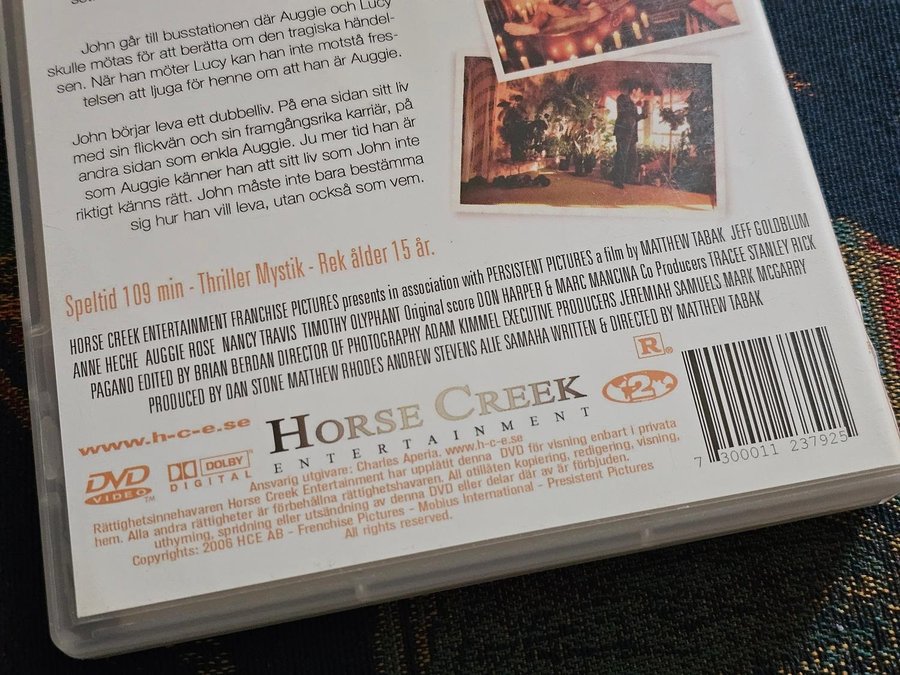 John går till busstationen där Auggie och Lucy
skulle mötas för att berätta om den tragiska händel-
sen. När han möter Lucy kan han inte motstå fres-
telsen att ljuga för henne om att han är Auggie.
John börjar leva ett dubbelliv. På ena sidan sitt liv
med sin flickvän och sin framgångsrika karriär, på
andra sidan som enkla Auggie. Ju mer tid han är
som Auggie känner han att sitt liv som John inte
riktigt känns rätt. John måste inte bara bestämma
sig hur han vill leva, utan också som vem.
Speltid 109 min - Thriller Mystik - Rek ålder 15 år.
HORSE CREEK ENTERTAINMENT FRANCHISE PICTURES presents in association with PERSISTENT PICTURES a film by MATTHEW TABAK JEFF GOLDBLUM
ANNE HECHE AUGGIE ROSE NANCY TRAVIS TIMOTHY OLYPHANT Original score DON HARPER & MARC MANCINA Co Producers TRACEE STANLEY RICK
PAGANO EDITED BY BRIAN BERDAN DIRECTOR OF PHOTOGRAPHY ADAM KIMMEL EXECUTIVE PRODUCERS JEREMIAH SAMUELS MARK MCGARRY
PRODUCED BY DAN STONE MATTHEW RHODES ANDREW STEVENS ALIE SAMAHA WRITTEN & DIRECTED BY MATTHEW TABAK
R
www.h-c-e.se
HORSE CREEK
ENTERTAINMENT
2
DVD
VIDEO TM
DOLBY
DIGITAL
7 300011 237925
Ansvarig utgivare: Charles Aperia. www.h-c-e.se
Rättighetsinnehavaren Horse Creek Entertainment har upplåtit denna DVD för visning enbart i privata
hem. Alla andra rättigheter är förbehållna rättighetshavaren. All otillåten kopiering, redigering, visning,
uthyrning, spridning eller utsändning av denna DVD eller delar där av är förbjuden.
Copyrights: 2006 HCE AB - Frenchise Pictures - Mobius International - Presistent Pictures
All rights reserved.